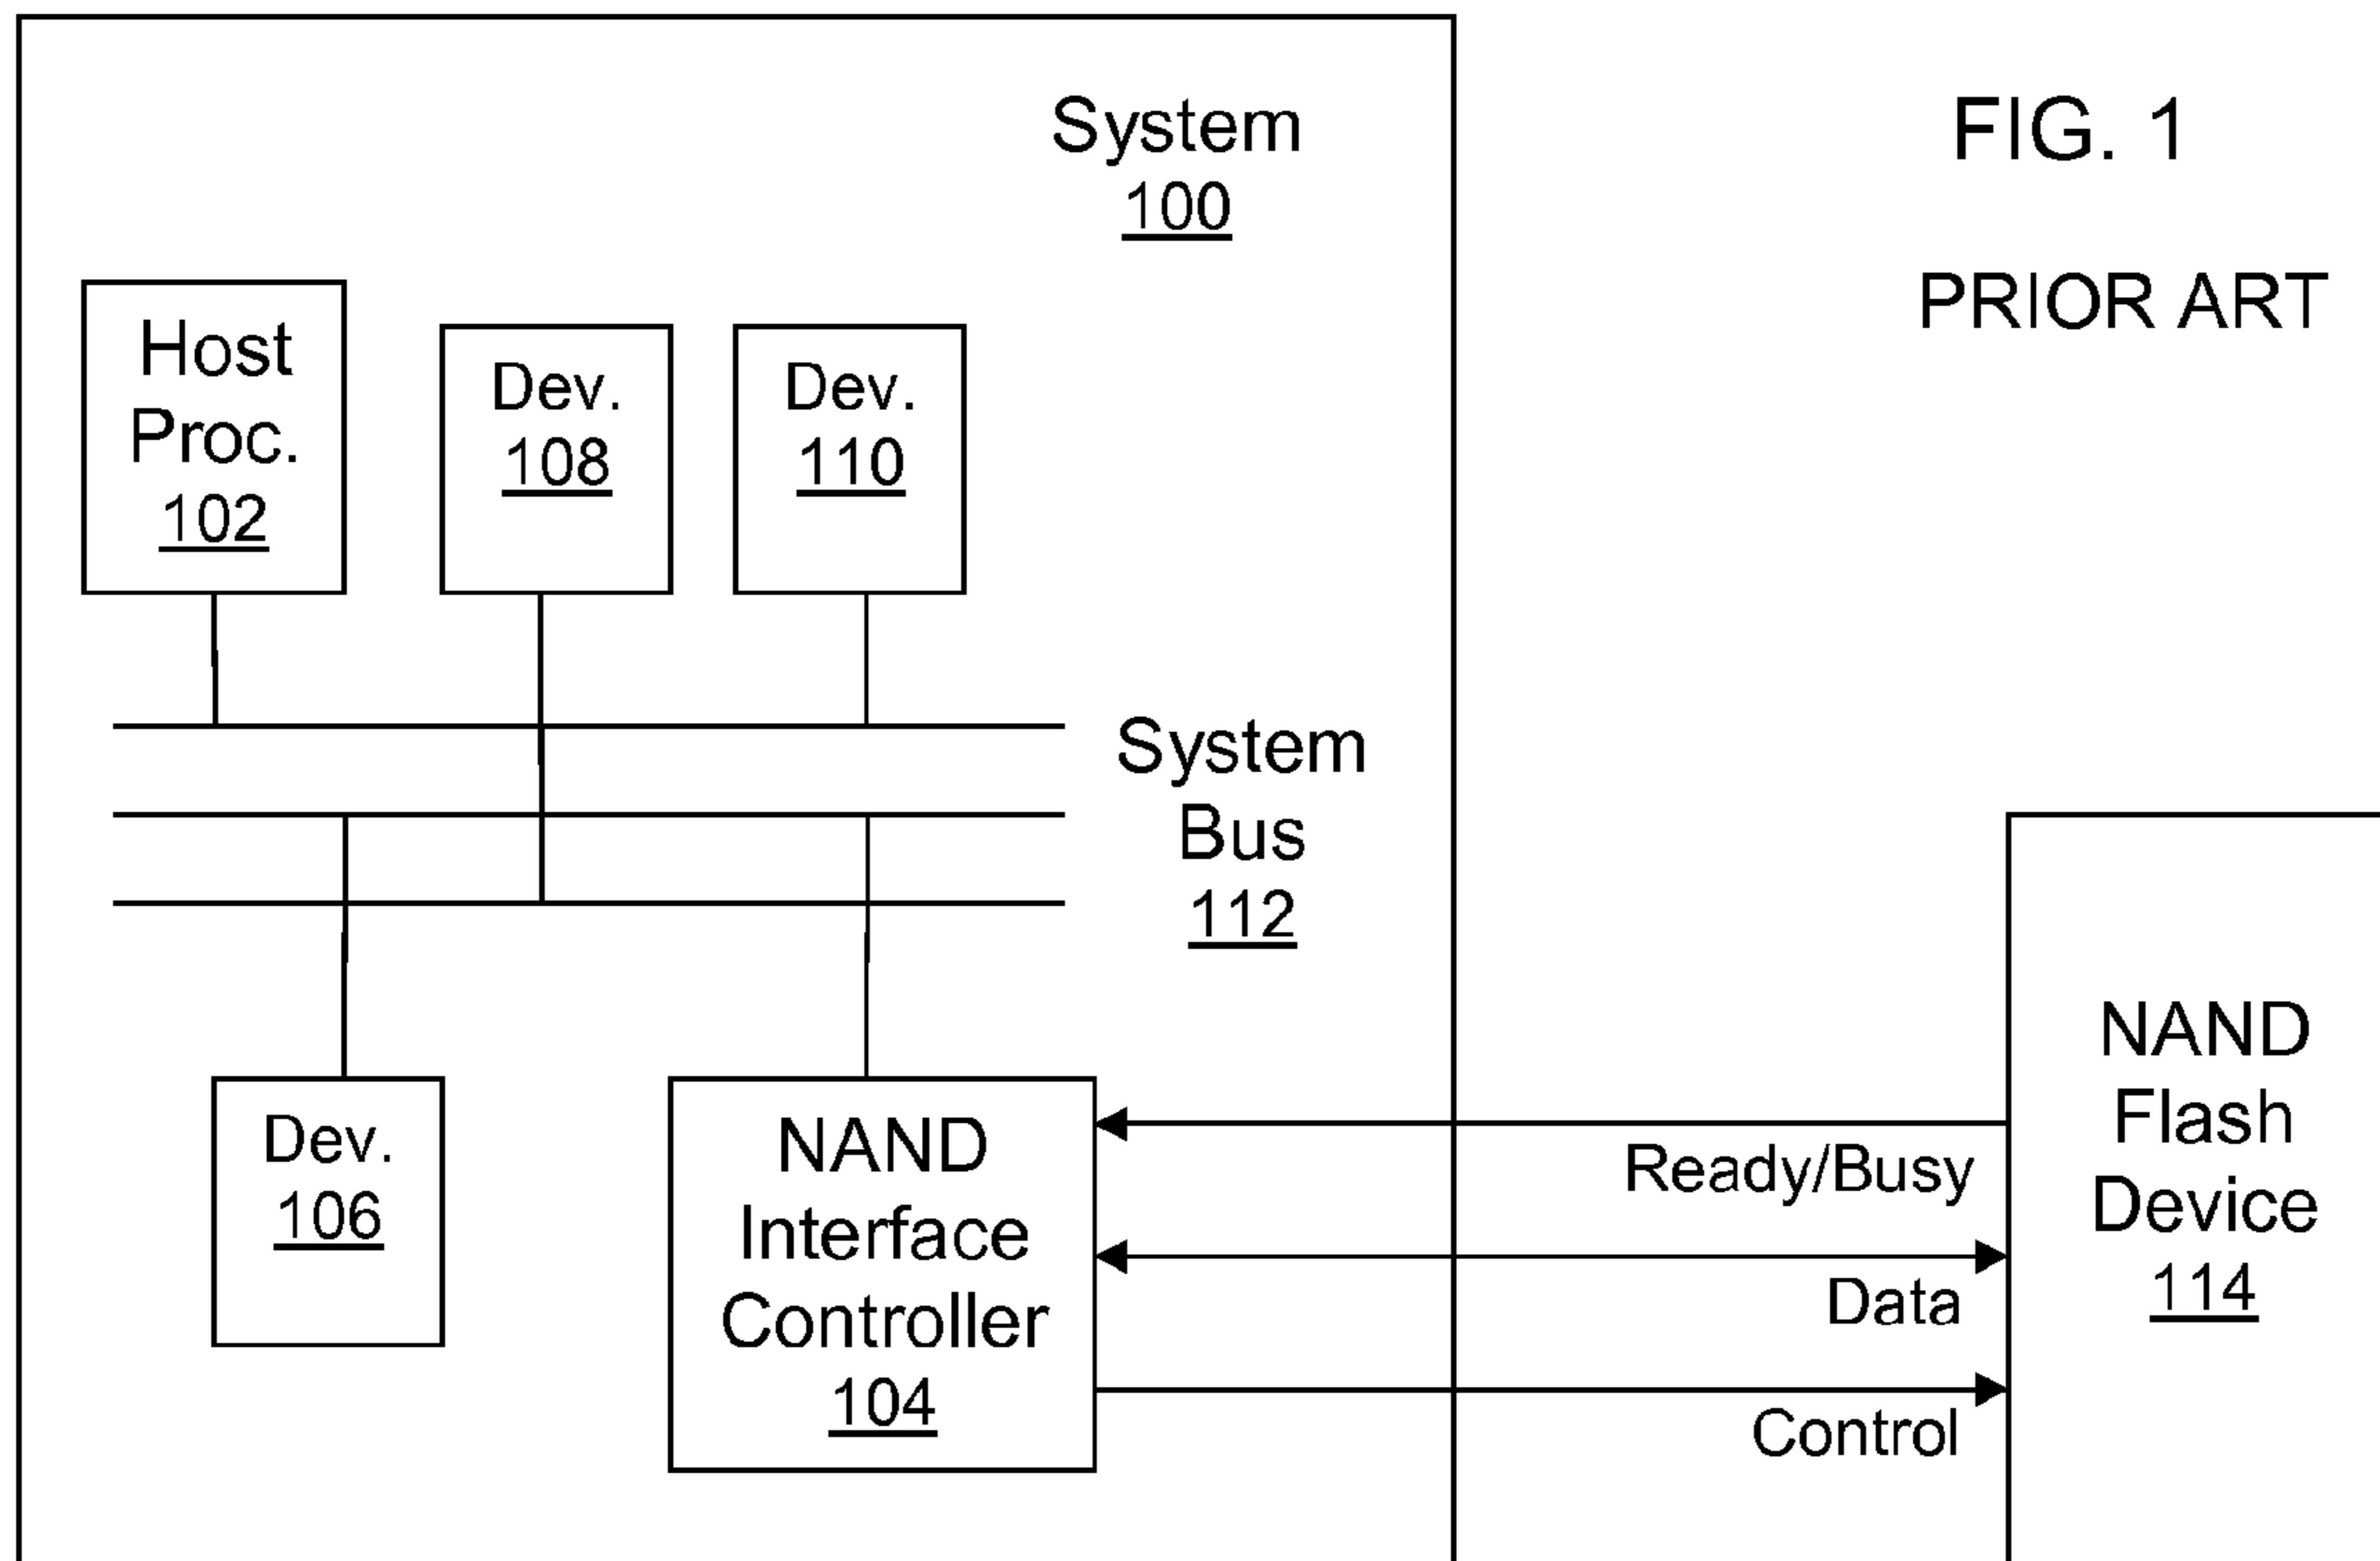 System
100
FIG. 1
PRIOR ART
Host
Proc.
102
Dev.
108
Dev.
110
System
Bus
112
Dev.
106
NAND
Interface
Controller
104
Ready/Busy
Data
Control
NAND
Flash
Device
114